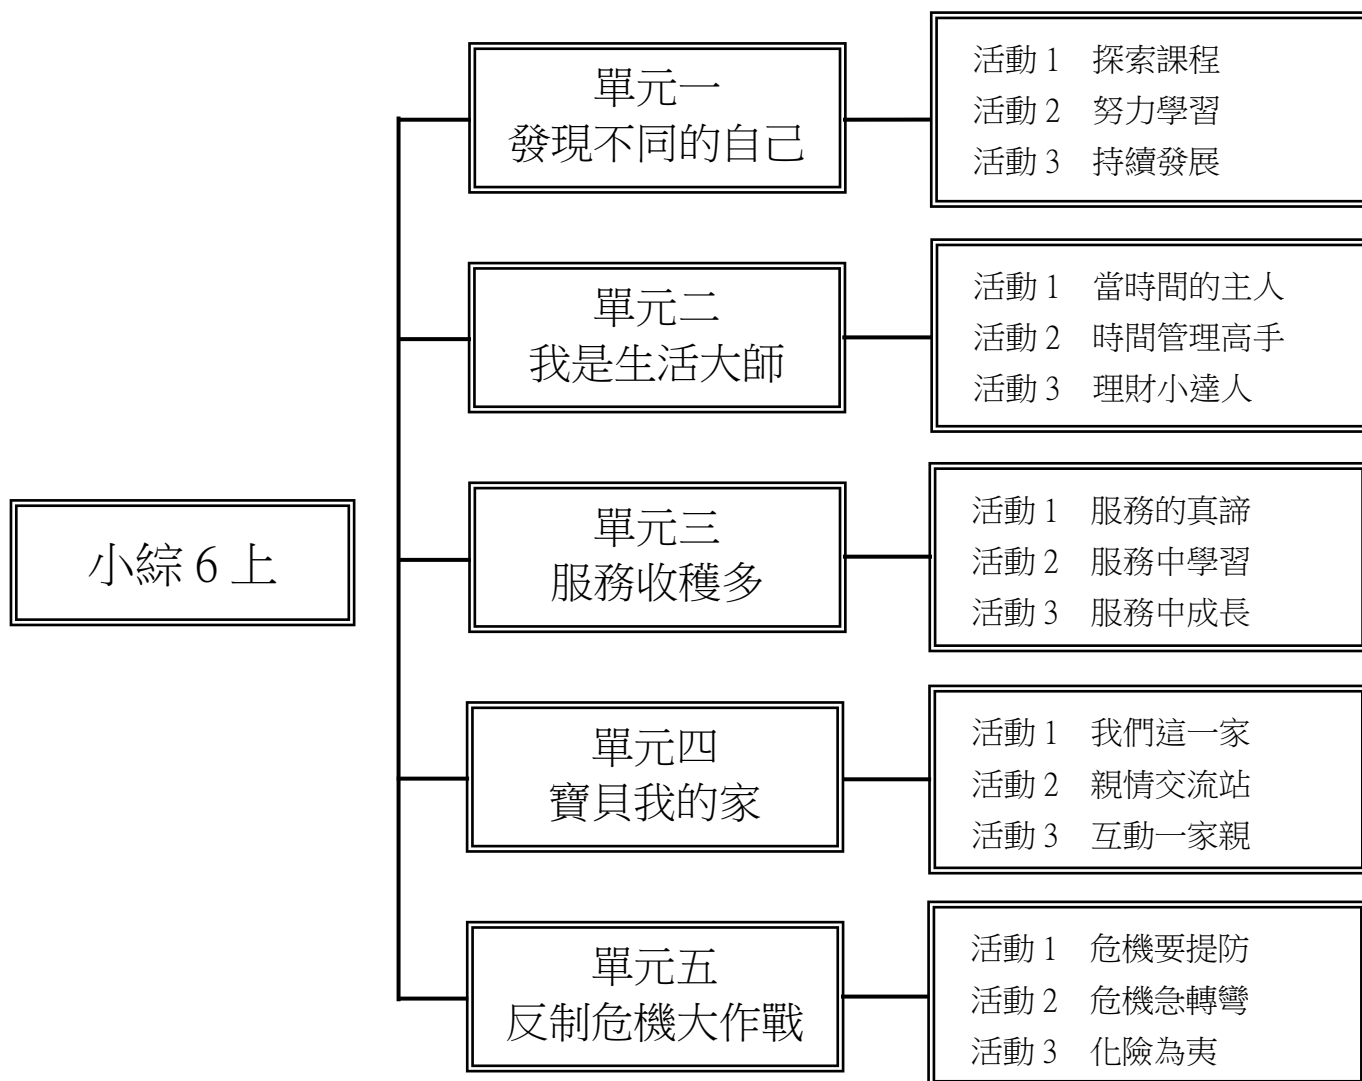 小綜 6 上
單元一
發現不同的自己
活動 1 探索課程
活動 2 努力學習
活動 3 持續發展
單元二
我是生活大師
活動 1 當時間的主人
活動 2 時間管理高手
活動 3 理財小達人
單元三
服務收穫多
活動 1 服務的真諦
活動 2 服務中學習
活動 3 服務中成長
單元四
寶貝我的家
活動 1 我們這一家
活動 2 親情交流站
活動 3 互動一家親
單元五
反制危機大作戰
活動 1 危機要提防
活動 2 危機急轉彎
活動 3 化險為夷